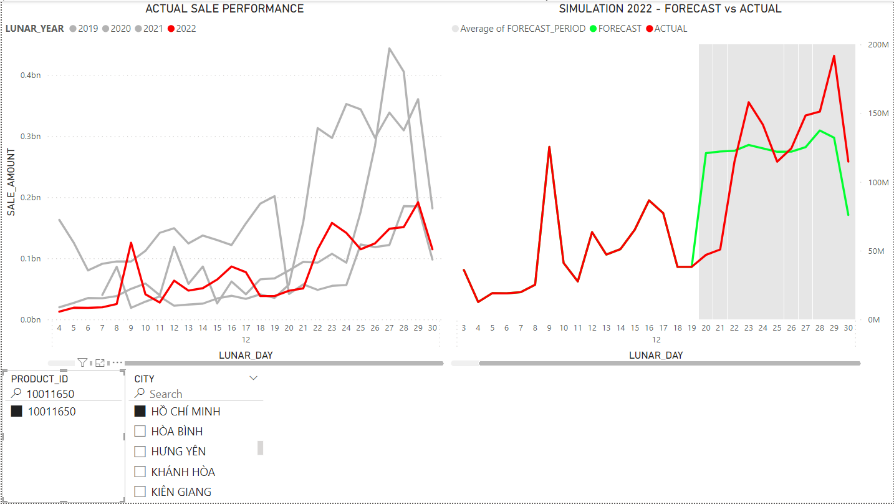 ACTUAL SALE PERFORMANCE
LUNAR_YEAR 2019 2020 2021 2022
0.4bn
0.3bn
0.2bn
0.1bn
0.0bn
SALE_AMOUNT
4 5 6 7 8 9 10 11 12 13 14 15 16 17 18 19 20 21 22 23 24 25 26 27 28 29 30
12
LUNAR_DAY
SIMULATION 2022 - FORECAST vs ACTUAL
Average of FORECAST_PERIOD FORECAST ACTUAL
200M
150M
100M
50M
0M
3 4 5 6 7 8 9 10 11 12 13 14 15 16 17 18 19 20 21 22 23 24 25 26 27 28 29 30
12
LUNAR_DAY
PRODUCT_ID
10011650
10011650
CITY
Search
HỒ CHÍ MINH
HÒA BÌNH
HƯNG YÊN
KHÁNH HÒA
KIÊN GIANG